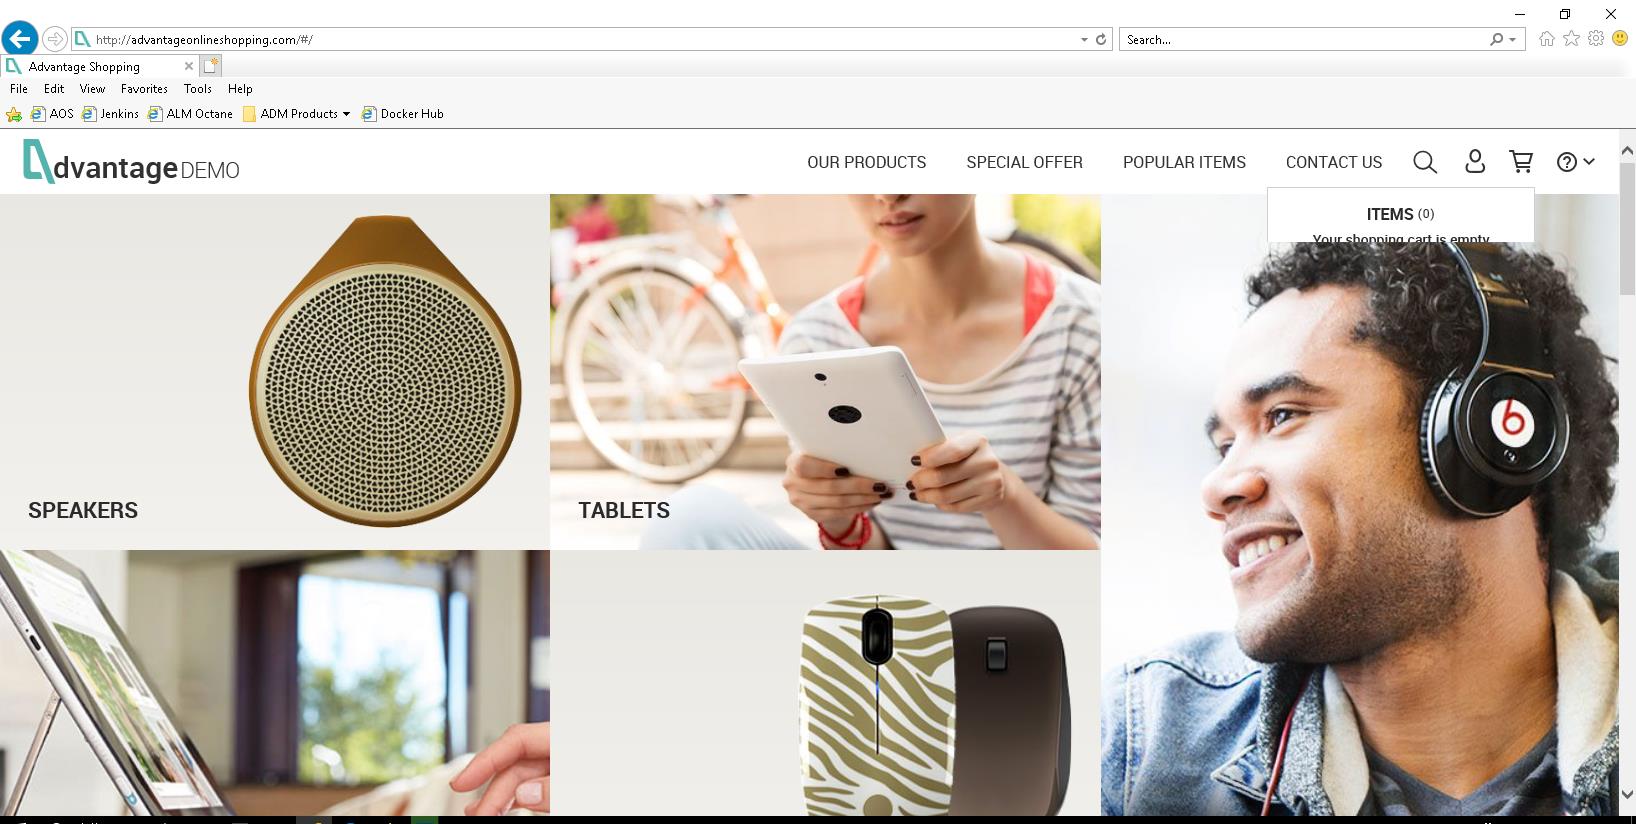 http://advantageonlineshopping.com/#/
Search...
Advantage Shopping
File Edit View Favorites Tools Help
AOS Jenkins ALM Octane ADM Products Docker Hub
dvantage DEMO
OUR PRODUCTS SPECIAL OFFER POPULAR ITEMS CONTACT US
ITEMS (0)
Your shopping cart is empty
SPEAKERS
TABLETS
b